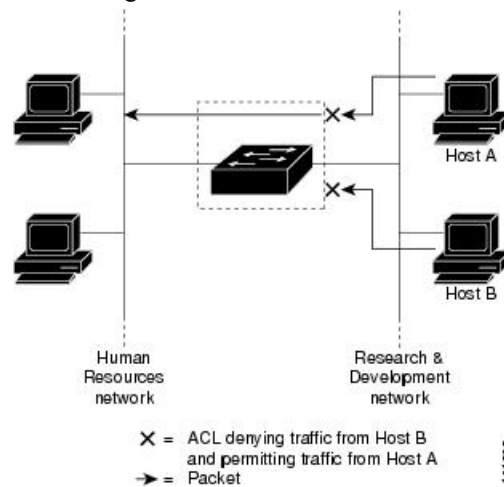 Host A
Host B
Human
Resources
network
Research &
Development
network
✕ = ACL denying traffic from Host B
and permitting traffic from Host A
➔ = Packet